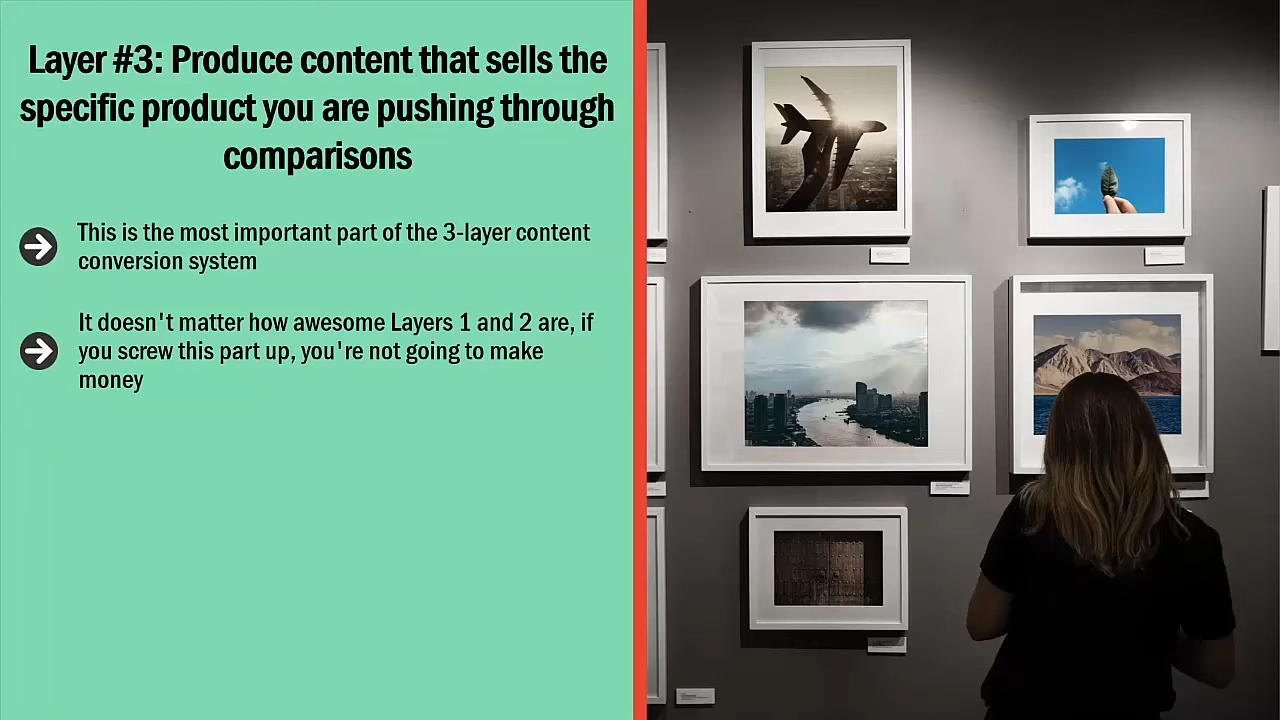 Layer #3: Produce content that sells the
specific product you are pushing through
comparisons
This is the most important part of the 3-layer content
conversion system
It doesn't matter how awesome Layers 1 and 2 are, if
you screw this part up, you're not going to make
money